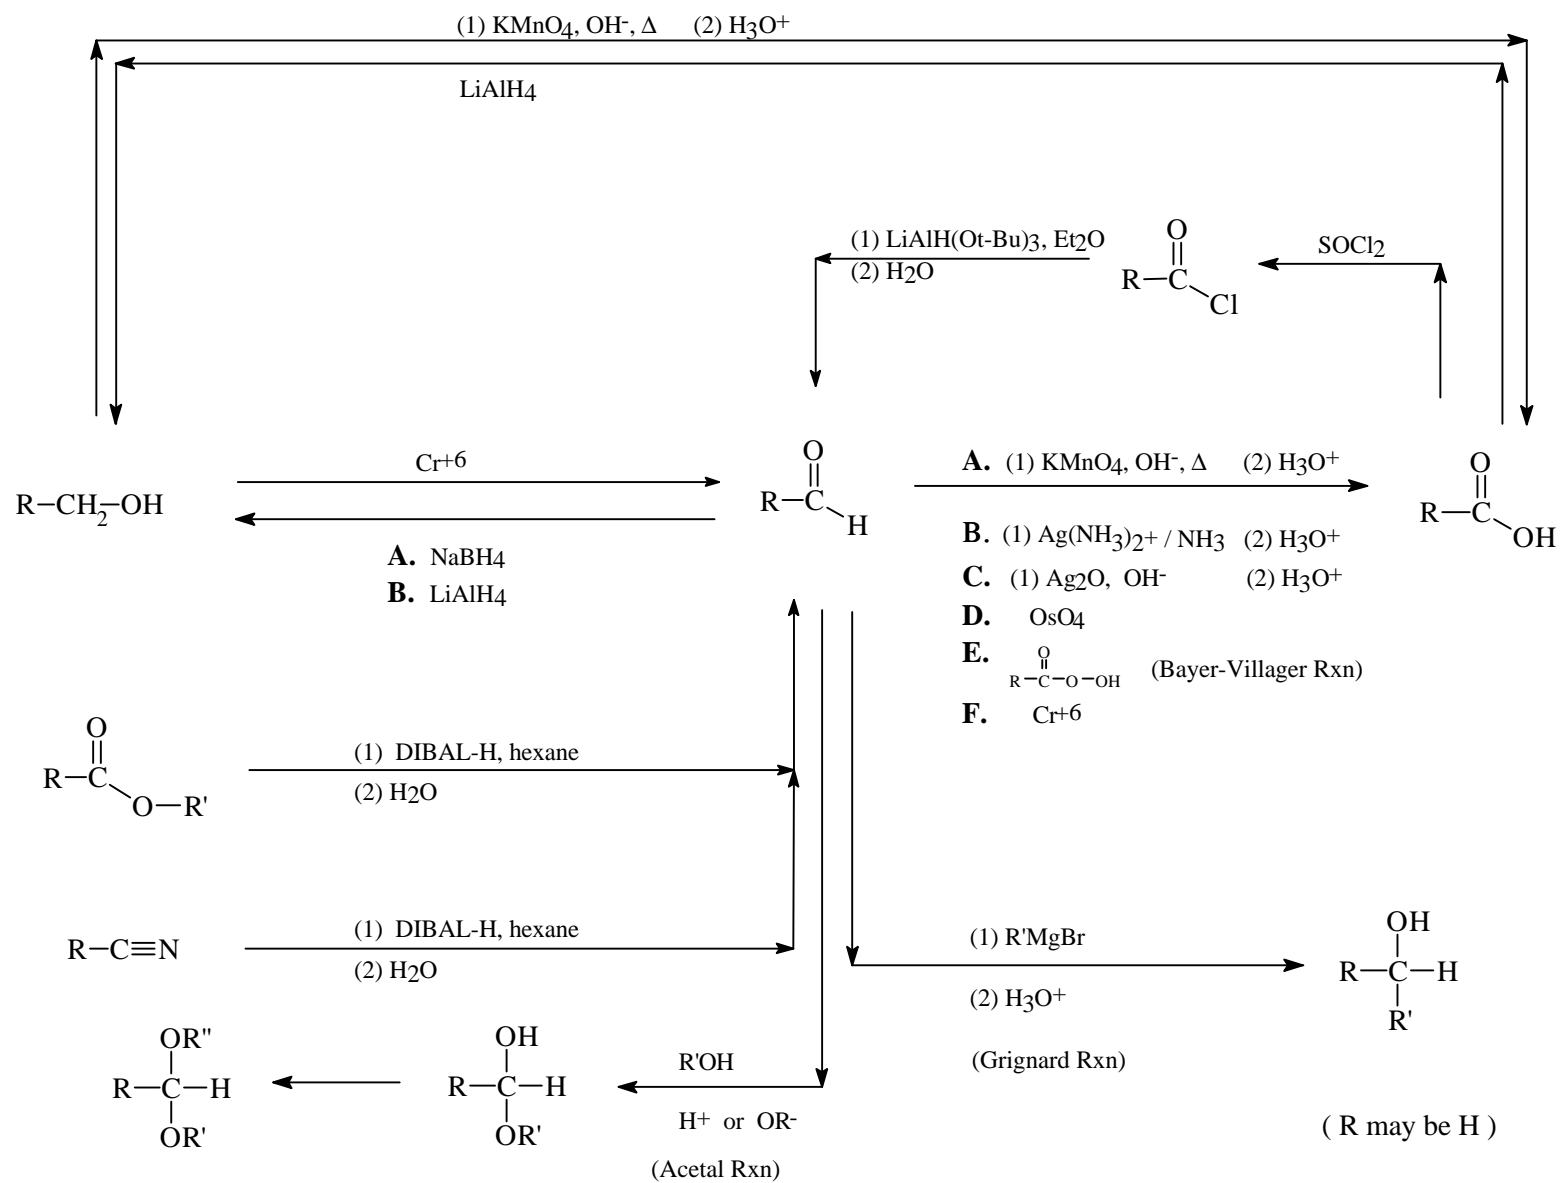 (1) KMnO4, OH-, Δ (2) H3O+
LiAlH4
(1) LiAlH(Ot-Bu)3, Et2O
(2) H2O
O
R C
Cl
SOCl2
R CH2 OH
Cr+6
A. NaBH4
B. LiAlH4
O
R C
H
A. (1) KMnO4, OH-, Δ (2) H3O+
B. (1) Ag(NH3)2+ / NH3 (2) H3O+
C. (1) Ag2O, OH- (2) H3O+
D. OsO4
E.
O
R C O OH (Bayer-Villager Rxn)
F. Cr+6
O
R C
OH
O
R C
O R'
(1) DIBAL-H, hexane
(2) H2O
R C≡N
(1) DIBAL-H, hexane
(2) H2O
(1) R'MgBr
(2) H3O+
(Grignard Rxn)
OH
R C H
R'
OR"
R C H
OR'
OH
R C H
OR'
R'OH
H+ or OR-
(Acetal Rxn)
( R may be H )